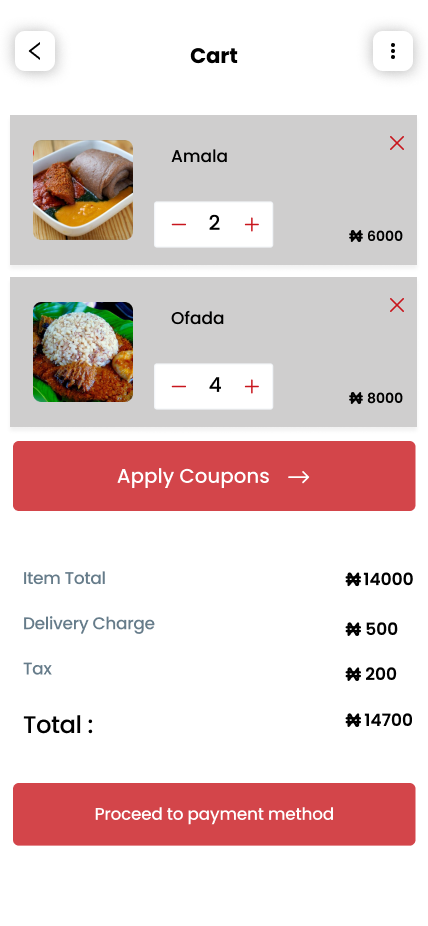 Cart
Amala
2
₦ 6000
Ofada
4
₦ 8000
Apply Coupons →
Item Total ₦14000
Delivery Charge ₦ 500
Tax ₦ 200
Total : ₦14700
Proceed to payment method